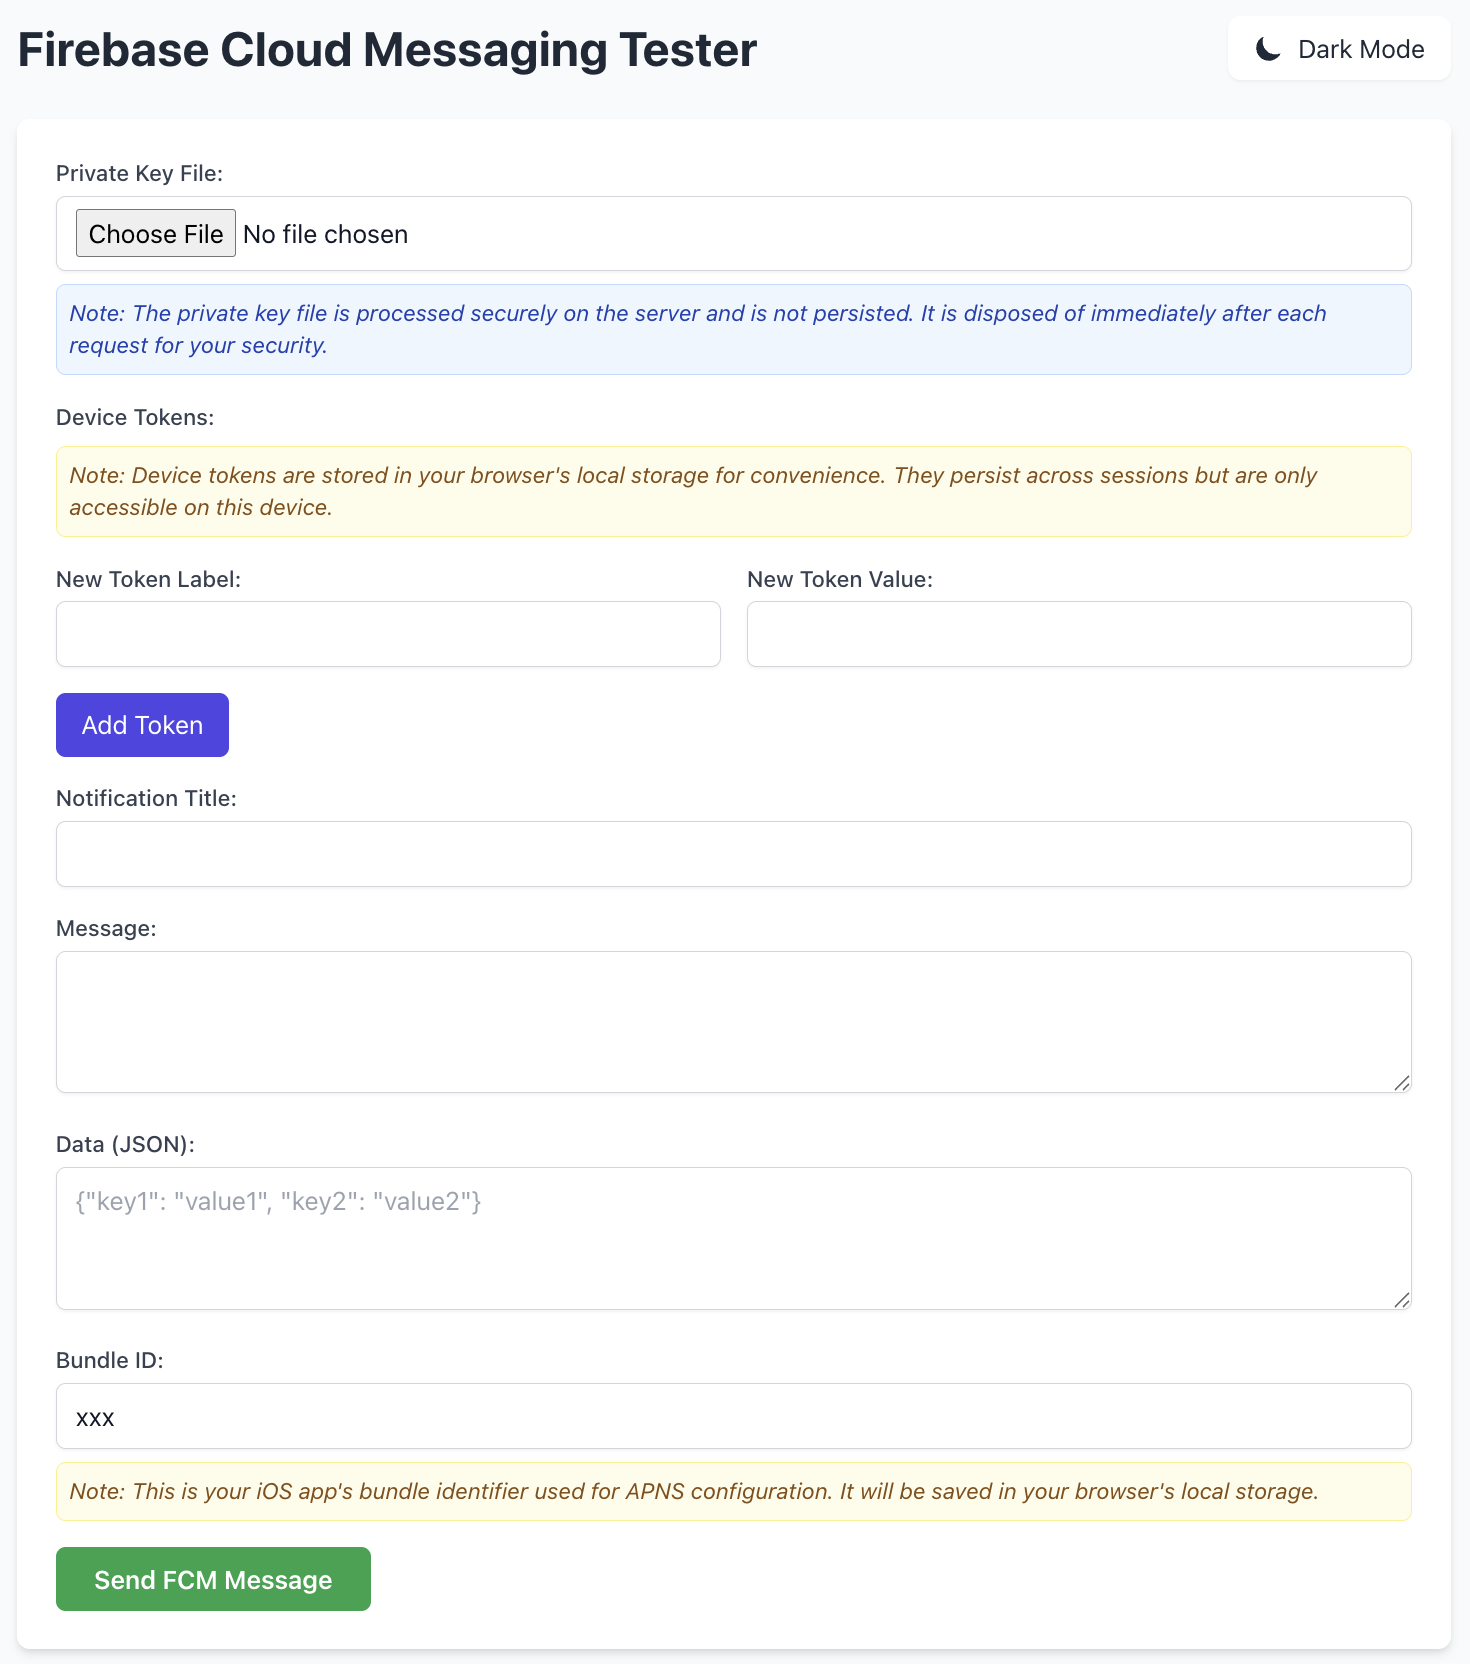 Firebase Cloud Messaging Tester
Dark Mode
Private Key File:
Choose File No file chosen
Note: The private key file is processed securely on the server and is not persisted. It is disposed of immediately after each
request for your security.
Device Tokens:
Note: Device tokens are stored in your browser's local storage for convenience. They persist across sessions but are only
accessible on this device.
New Token Label:
New Token Value:
Add Token
Notification Title:
Message:
Data (JSON):
{"key1": "value1", "key2": "value2"}
Bundle ID:
xxx
Note: This is your iOS app's bundle identifier used for APNS configuration. It will be saved in your browser's local storage.
Send FCM Message